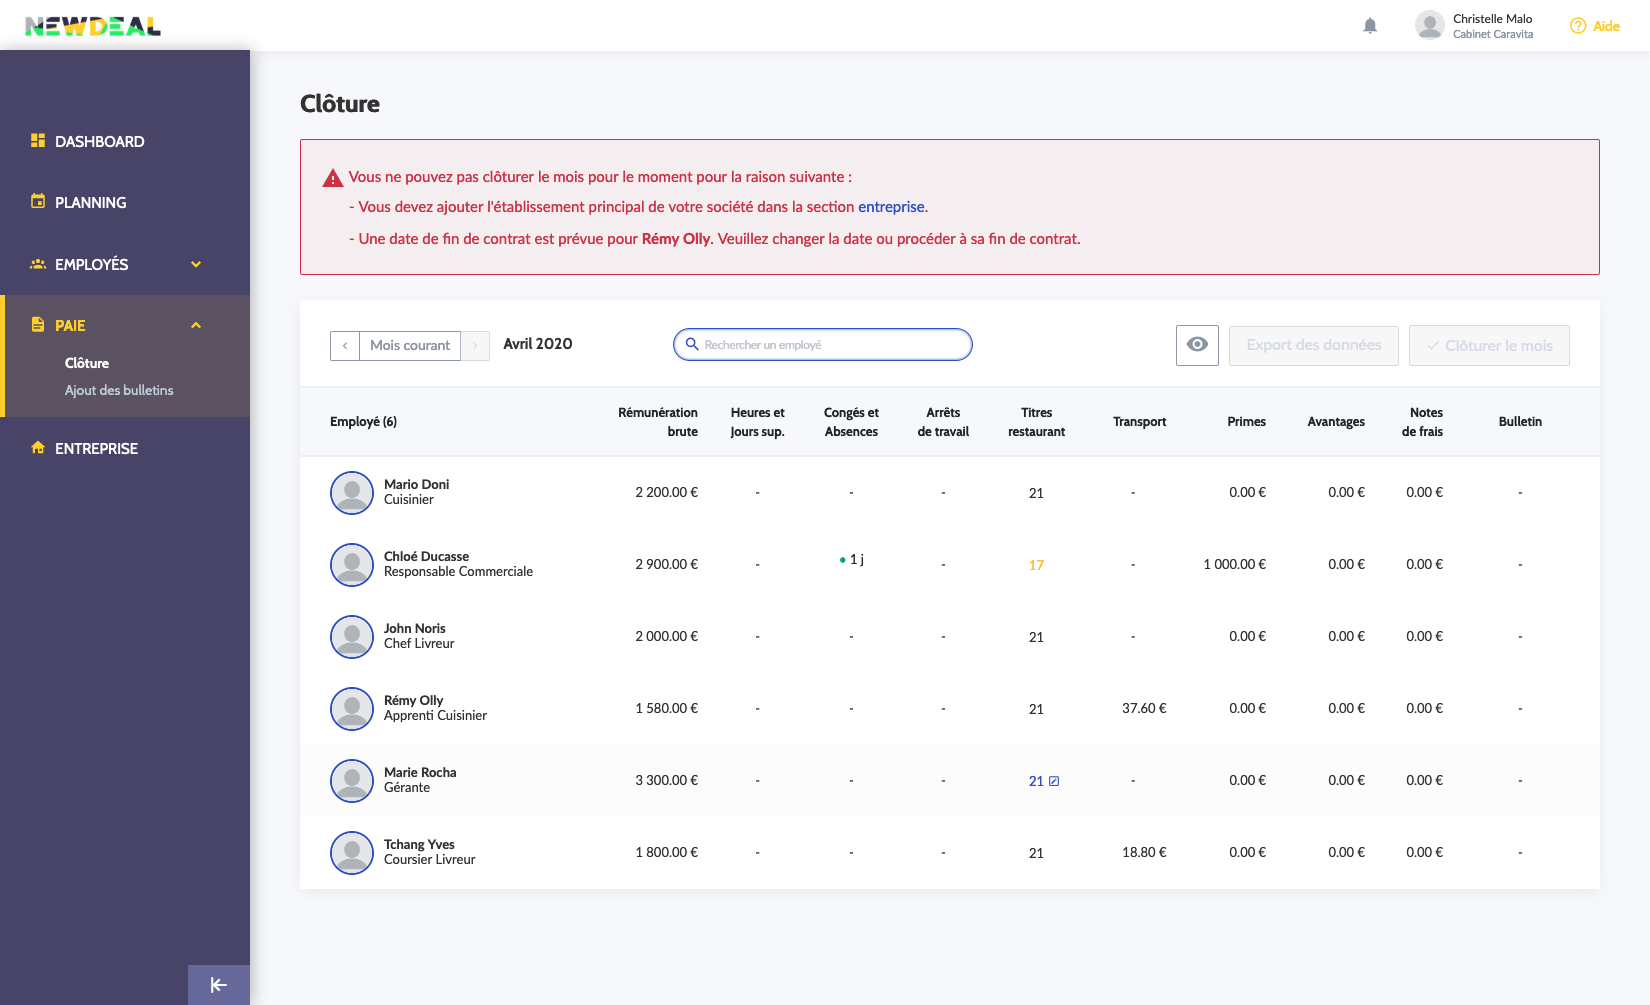 NEWDEAL
Christelle Malo
Cabinet Caravita
Aide
DASHBOARD
PLANNING
EMPLOYÉS
PAIE
Clôture
Ajout des bulletins
ENTREPRISE
Clôture
Vous ne pouvez pas clôturer le mois pour le moment pour la raison suivante :
- Vous devez ajouter l'établissement principal de votre société dans la section entreprise.
- Une date de fin de contrat est prévue pour Rémy Olly. Veuillez changer la date ou procéder à sa fin de contrat.
Mois courant Avril 2020 Rechercher un employé Export des données Clôturer le mois
Employé (6) Rémunération brute Heures et Jours sup. Congés et Absences Arrêts de travail Titres restaurant Transport Primes Avantages Notes de frais Bulletin
Mario Doni
Cuisinier
2 200.00 € - - - 21 - 0.00 € 0.00 € 0.00 € -
Chloé Ducasse
Responsable Commerciale
2 900.00 € - 1 j - 17 - 1 000.00 € 0.00 € 0.00 € -
John Noris
Chef Livreur
2 000.00 € - - - 21 - 0.00 € 0.00 € 0.00 € -
Rémy Olly
Apprenti Cuisinier
1 580.00 € - - - 21 37.60 € 0.00 € 0.00 € 0.00 € -
Marie Rocha
Gérante
3 300.00 € - - - 21 - 0.00 € 0.00 € 0.00 € -
Tchang Yves
Coursier Livreur
1 800.00 € - - - 21 18.80 € 0.00 € 0.00 € 0.00 € -